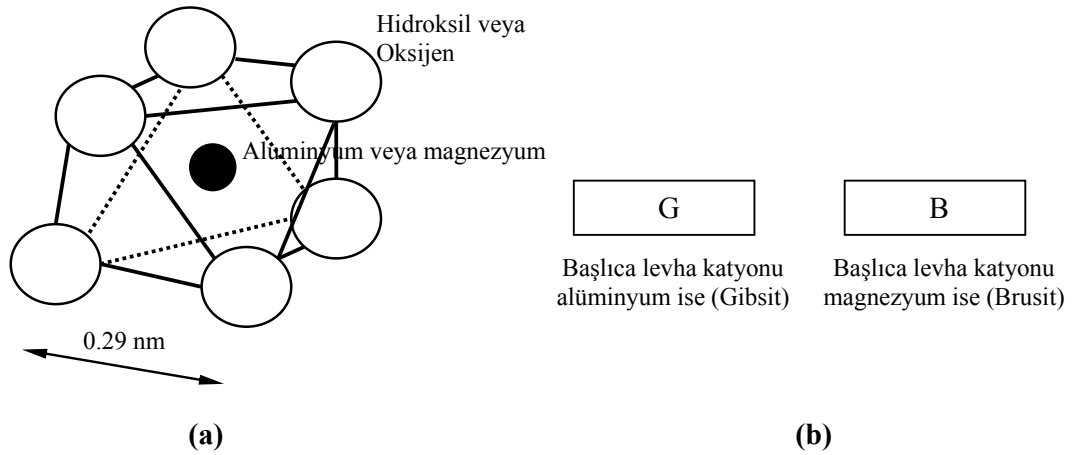 Hidroksil veya
Oksijen
Alüminyum veya magnezyum
0.29 nm
(a)
G
B
Başlıca levha katyonu
alüminyum ise (Gibsit)
Başlıca levha katyonu
magnezyum ise (Brusit)
(b)